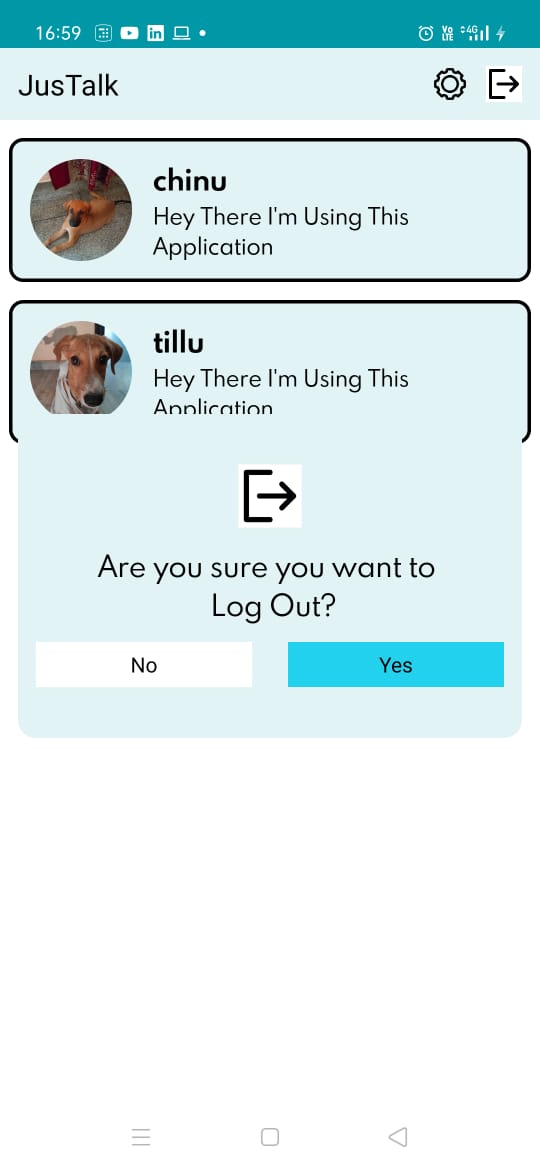 16:59
Vo
LTE
4G
JusTalk
chinu
Hey There I'm Using This
Application
tillu
Hey There I'm Using This
Application
Are you sure you want to
Log Out?
No
Yes